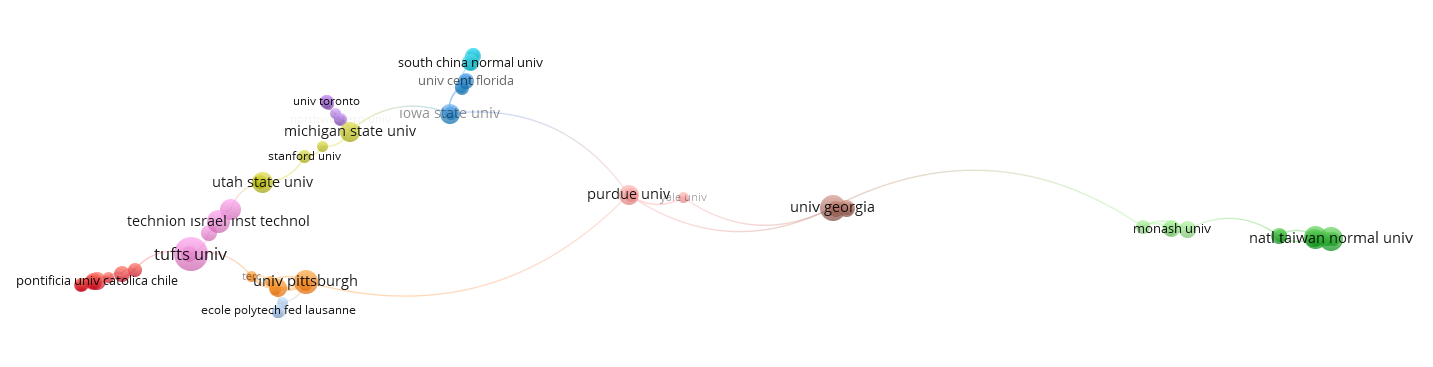 south china normal univ
univ cent florida
univ toronto
iowa state univ
michigan state univ
stanford univ
utah state univ
purdue univ
yale univ
univ georgia
technion israel inst technol
monash univ
natl taiwan normal univ
tufts univ
pontificia univ catolica chile
univ pittsburgh
ecole polytech fed lausanne